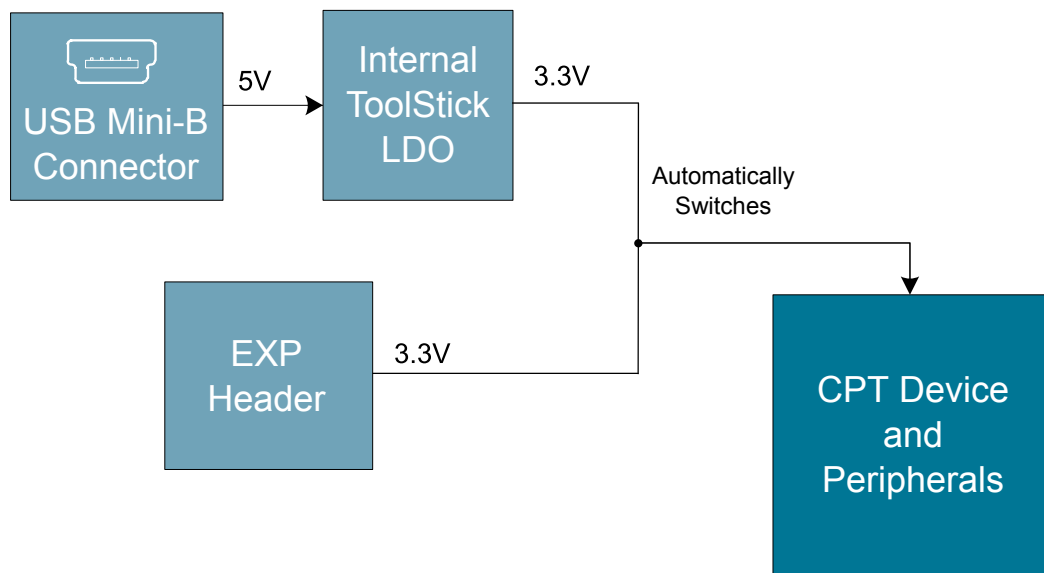 USB Mini-B
Connector
5V
Internal
ToolStick
LDO
3.3V
Automatically
Switches
EXP
Header
3.3V
CPT Device
and
Peripherals